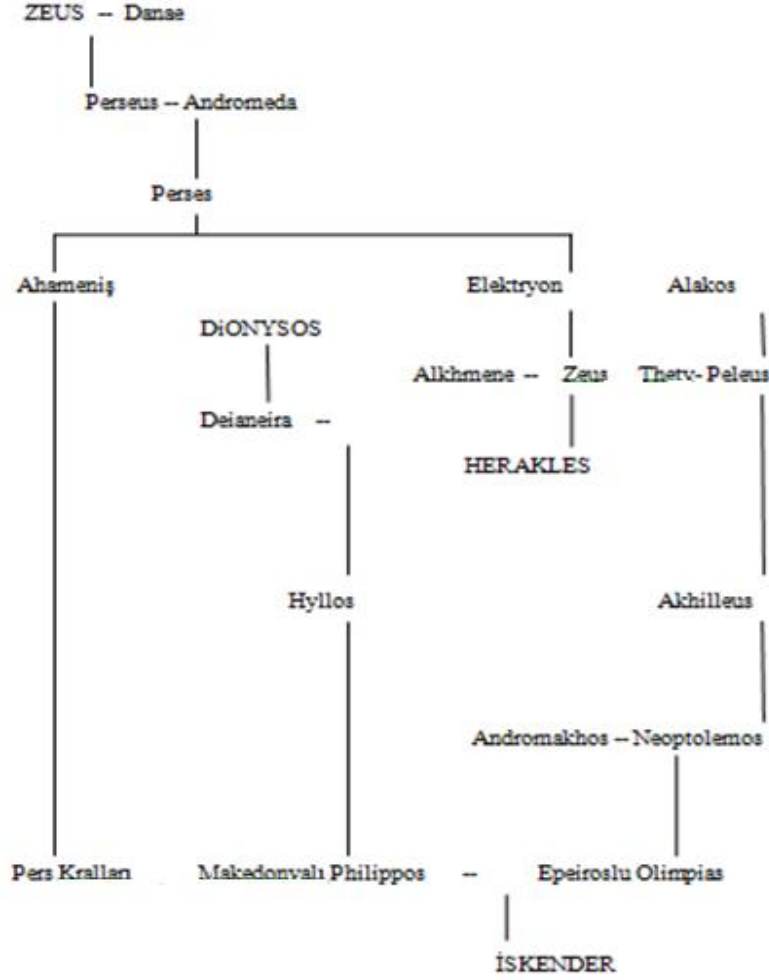 ZEUS -- Danae
Perseus -- Andromeda
Perses
Ahameniş Elektryon Alakos
DiONYSOS
Alkhmene -- Zeus Thetv- Peleus
Deianeira --
HERAKLES
Hyllos Akhilleus
Andromakhos -- Neoptolemos
Pers Kralları Makedonvalı Philippos -- Epeiroslu Olimpias
İSKENDER